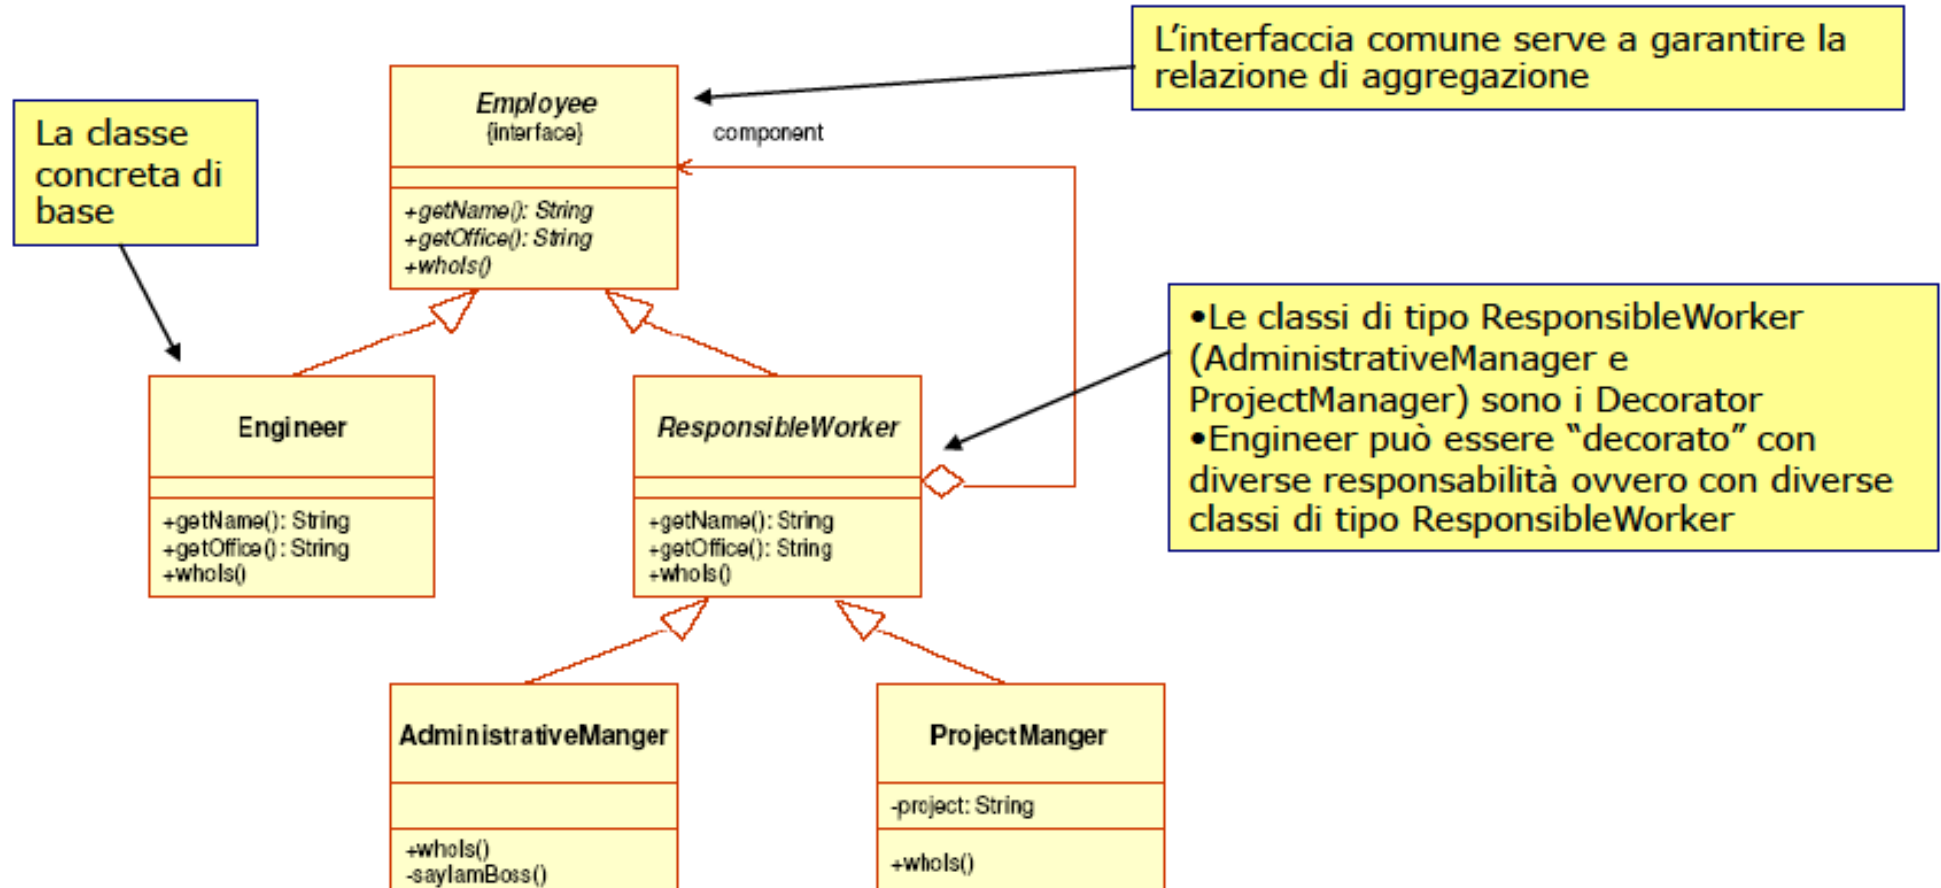 L'interfaccia comune serve a garantire la
relazione di aggregazione
La classe
concreta di
base
Employee
{interface}
component
+getName(): String
+getOffice(): String
+whoIs()
•Le classi di tipo ResponsibleWorker
(AdministrativeManager e
ProjectManager) sono i Decorator
•Engineer può essere “decorato” con
diverse responsabilità ovvero con diverse
classi di tipo ResponsibleWorker
Engineer
+getName(): String
+getOffice(): String
+whoIs()
ResponsibleWorker
+getName(): String
+getOffice(): String
+whoIs()
AdministrativeManger
+whoIs()
-sayIamBoss()
ProjectManger
-project: String
+whoIs()